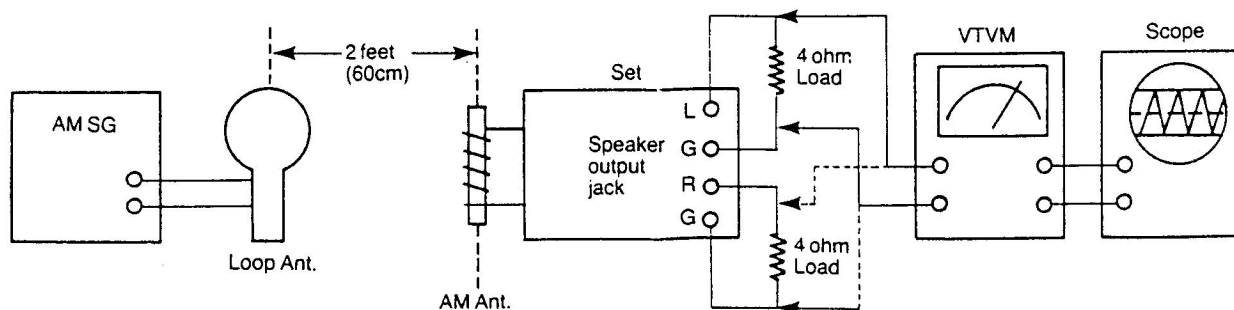 AM SG
Loop Ant.
2 feet
(60cm)
AM Ant.
Set
Speaker
output
jack
L
G
R
G
4 ohm
Load
4 ohm
Load
VTVM
Scope